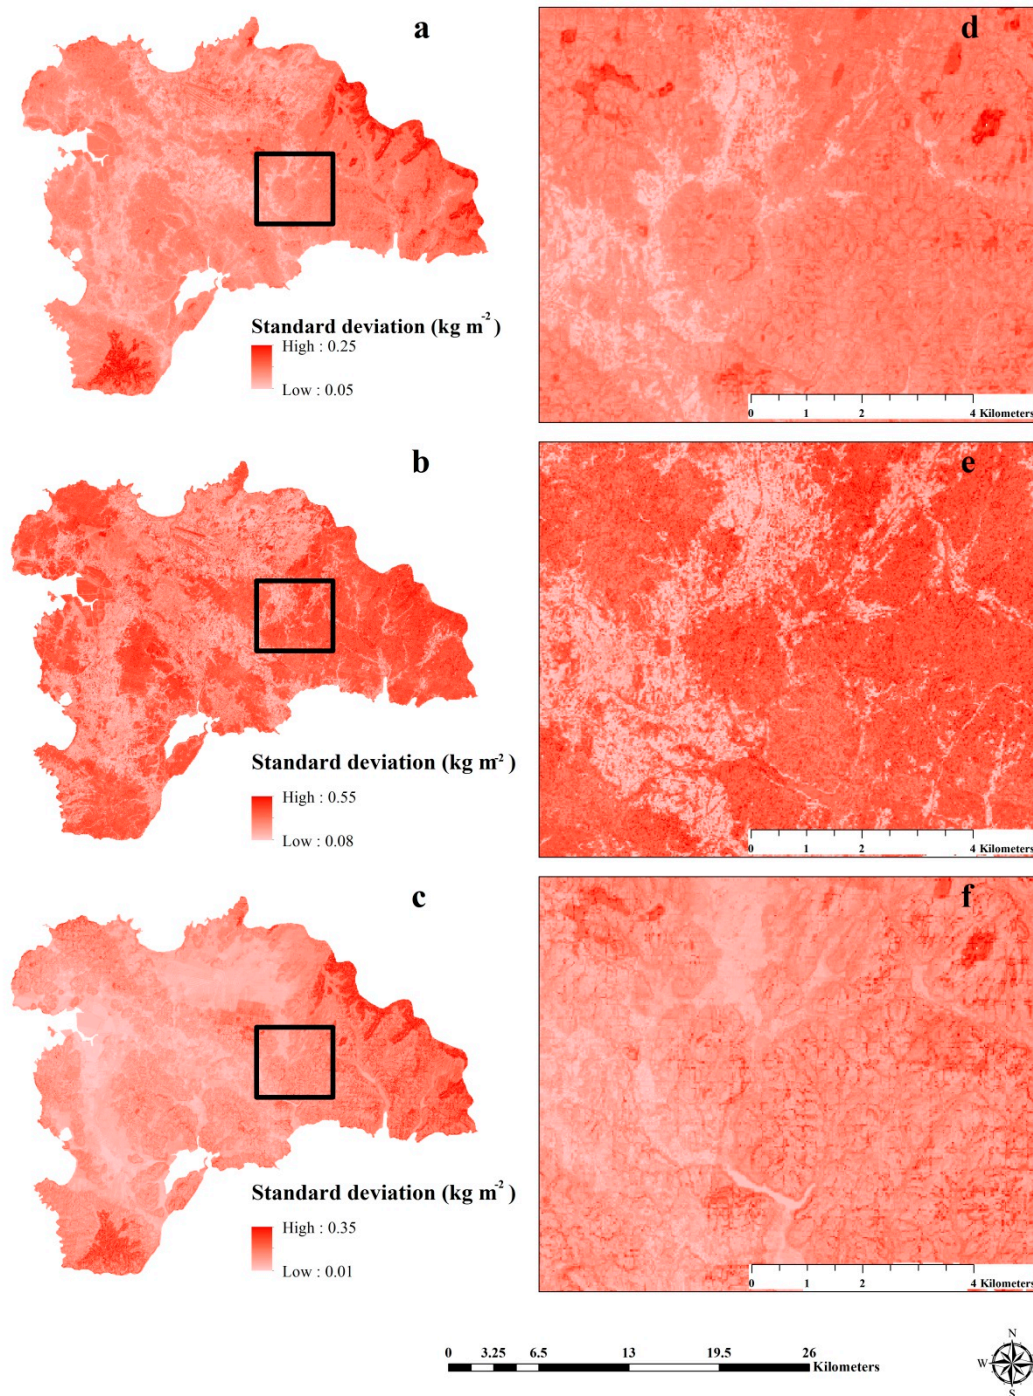 a
d
Standard deviation (kg m-2 )
High : 0.25
Low : 0.05
0 1 2 4 Kilometers
b
e
Standard deviation (kg m-2 )
High : 0.55
Low : 0.08
0 1 2 4 Kilometers
c
f
Standard deviation (kg m-2 )
High : 0.35
Low : 0.01
0 1 2 4 Kilometers
0 3.25 6.5 13 19.5 26
Kilometers
N
W
S